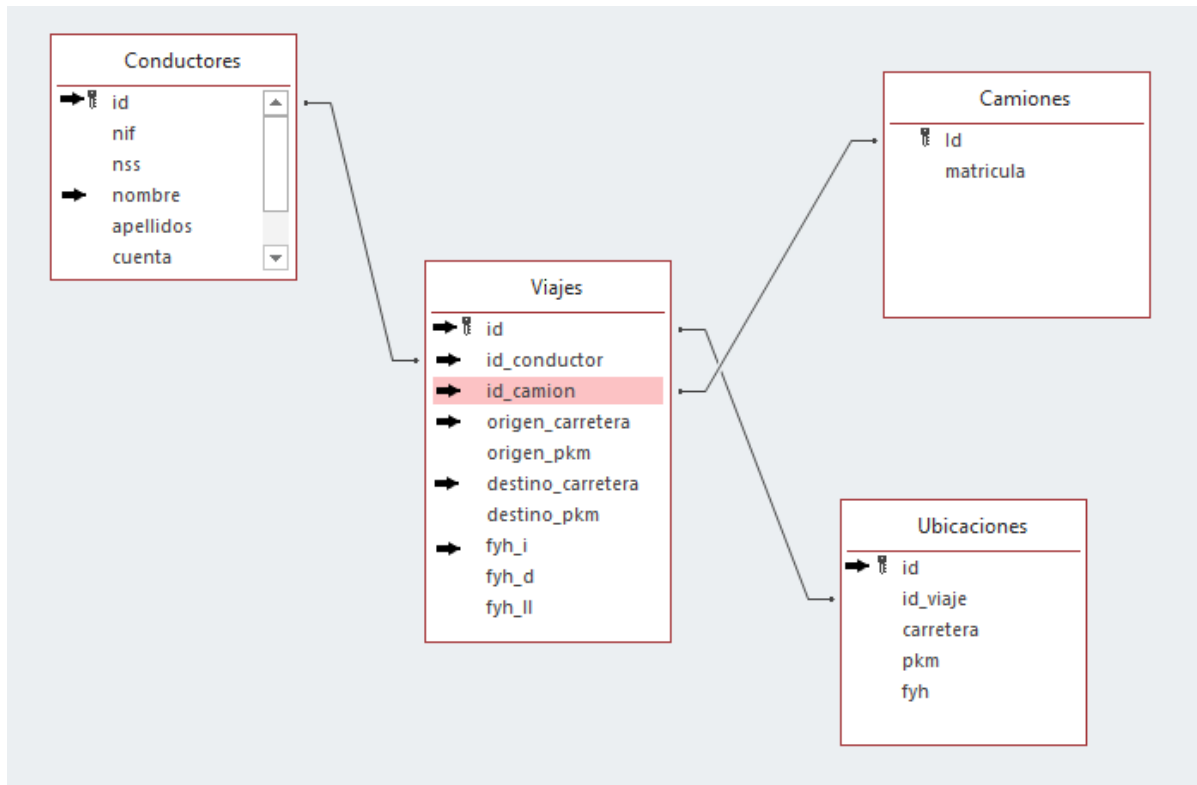 Conductores
id
nif
nss
nombre
apellidos
cuenta
Camiones
Id
matricula
Viajes
id
id_conductor
id_camion
origen_carretera
origen_pkm
destino_carretera
destino_pkm
fyh_i
fyh_d
fyh_ll
Ubicaciones
id
id_viaje
carretera
pkm
fyh